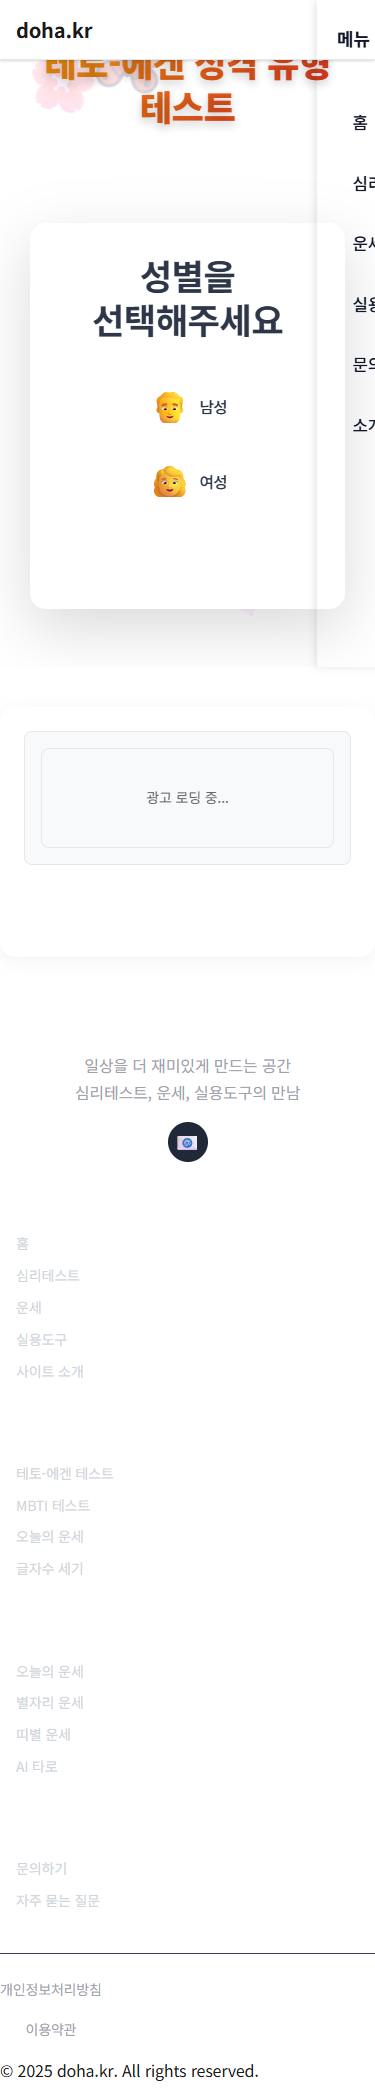 doha.kr
메뉴
테토-에겐 성격 유형
테스트
홈
심리
운세
실용
문의
소개
성별을
선택해주세요
남성
여성
광고 로딩 중...
일상을 더 재미있게 만드는 공간
심리테스트, 운세, 실용도구의 만남
홈
심리테스트
운세
실용도구
사이트 소개
테토-에겐 테스트
MBTI 테스트
오늘의 운세
글자수 세기
오늘의 운세
별자리 운세
띠별 운세
AI 타로
문의하기
자주 묻는 질문
개인정보처리방침
이용약관
© 2025 doha.kr. All rights reserved.